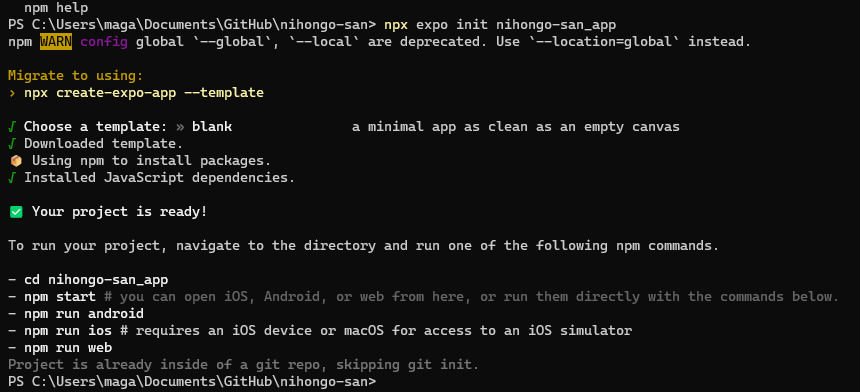 npm help
PS C:\Users\maga\Documents\GitHub\nihongo-san> npx expo init nihongo-san_app
npm WARN config global `--global`, `--local` are deprecated. Use `--location=global` instead.
Migrate to using:
› npx create-expo-app --template
√ Choose a template: » blank                 a minimal app as clean as an empty canvas
√ Downloaded template.
📦 Using npm to install packages.
√ Installed JavaScript dependencies.
✅ Your project is ready!
To run your project, navigate to the directory and run one of the following npm commands.
- cd nihongo-san_app
- npm start # you can open iOS, Android, or web from here, or run them directly with the commands below.
- npm run android
- npm run ios # requires an iOS device or macOS for access to an iOS simulator
- npm run web
Project is already inside of a git repo, skipping git init.
PS C:\Users\maga\Documents\GitHub\nihongo-san>